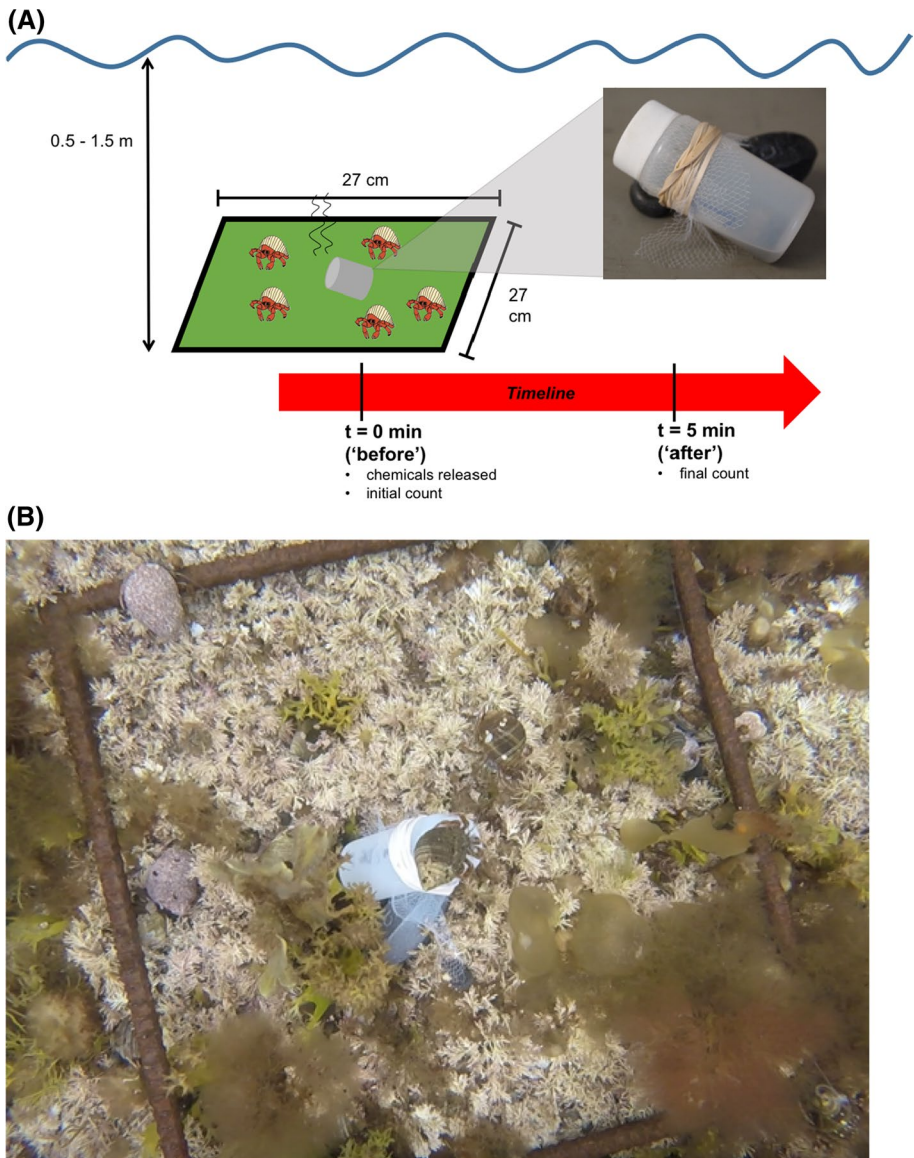 (A)
0.5 - 1.5 m
27 cm
27
cm
Timeline
t = 0 min
('before')
• chemicals released
• initial count
t = 5 min
('after')
• final count
(B)